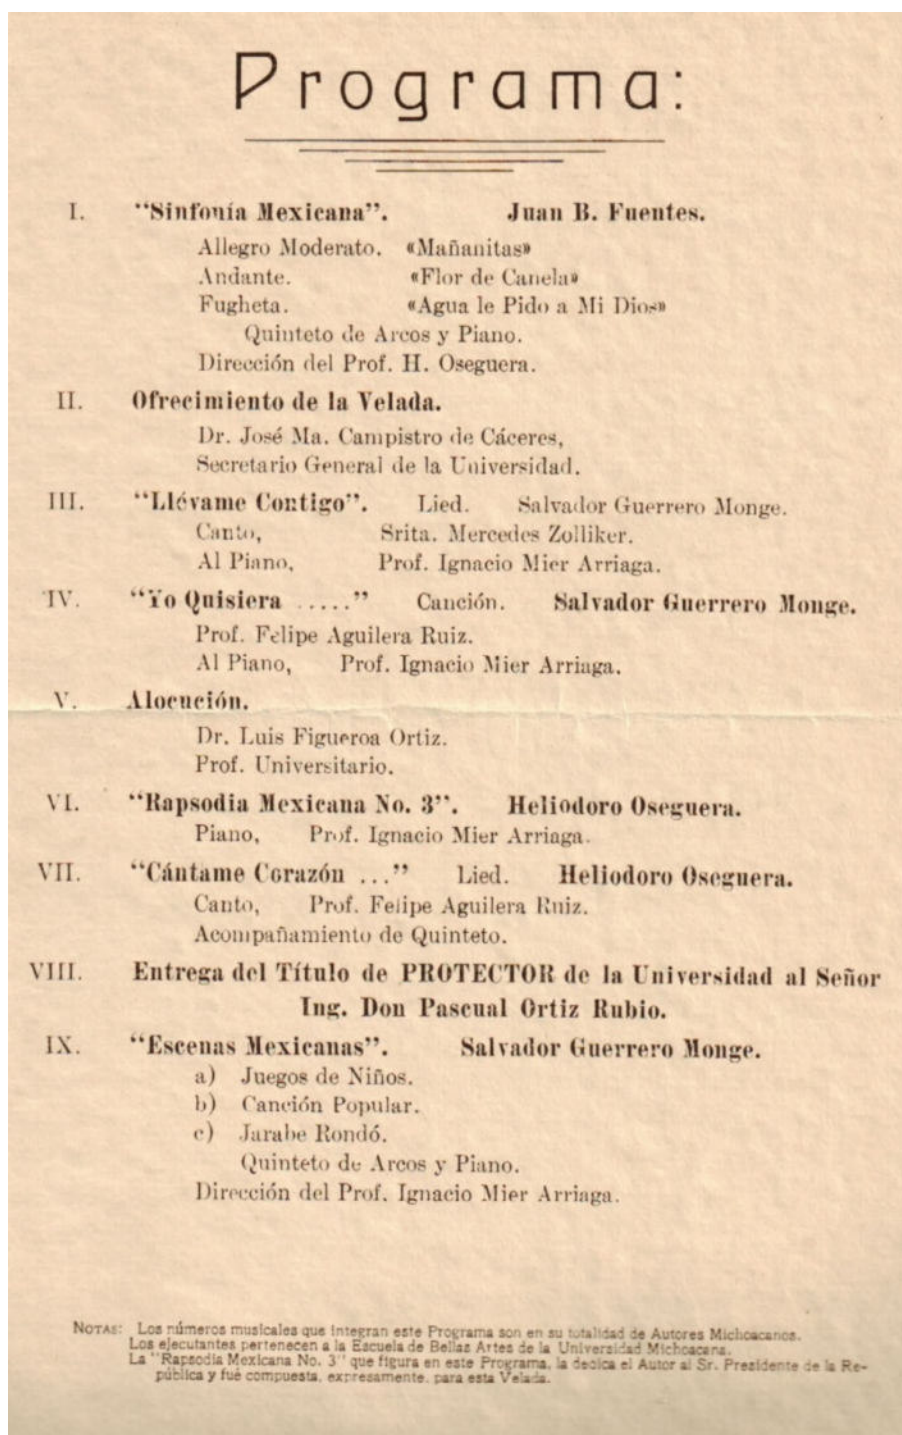 Programa:
I. "Sinfonía Mexicana". Juan B. Fuentes.
Allegro Moderato. «Mañanitas»
Andante. «Flor de Canela»
Fugheta. «Agua le Pido a Mi Dios»
Quinteto de Arcos y Piano.
Dirección del Prof. H. Oseguera.
II. Ofrecimiento de la Velada.
Dr. José Ma. Campistro de Cáceres,
Secretario General de la Universidad.
III. "Llévame Contigo". Lied. Salvador Guerrero Monge.
Canto, Srita. Mercedes Zolliker.
Al Piano, Prof. Ignacio Mier Arriaga.
IV. "Yo Quisiera ....." Canción. Salvador Guerrero Monge.
Prof. Felipe Aguilera Ruiz.
Al Piano, Prof. Ignacio Mier Arriaga.
V. Alocución.
Dr. Luis Figueroa Ortiz.
Prof. Universitario.
VI. "Rapsodia Mexicana No. 3". Heliodoro Oseguera.
Piano, Prof. Ignacio Mier Arriaga.
VII. "Cántame Corazón ..." Lied. Heliodoro Oseguera.
Canto, Prof. Felipe Aguilera Ruiz.
Acompañamiento de Quinteto.
VIII. Entrega del Título de PROTECTOR de la Universidad al Señor
Ing. Don Pascual Ortiz Rubio.
IX. "Escenas Mexicanas". Salvador Guerrero Monge.
a) Juegos de Niños.
b) Canción Popular.
c) Jarabe Rondó.
Quinteto de Arcos y Piano.
Dirección del Prof. Ignacio Mier Arriaga.
NOTAS: Los números musicales que integran este Programa son en su totalidad de Autores Michoacanos.
Los ejecutantes pertenecen a la Escuela de Bellas Artes de la Universidad Michoacana.
La "Rapsodia Mexicana No. 3" que figura en este Programa, la dedica el Autor al Sr. Presidente de la Re-
pública y fué compuesta, expresamente, para esta Velada.